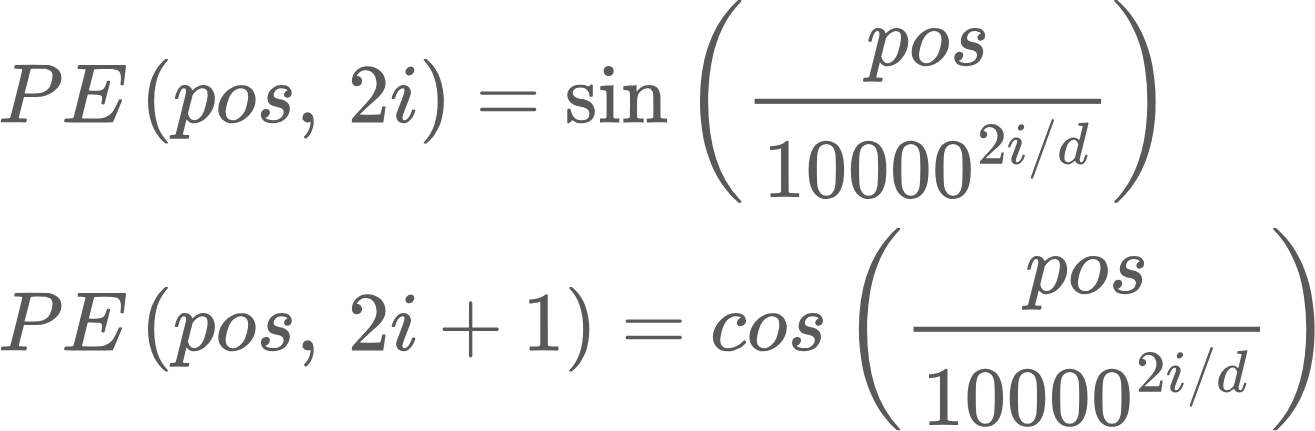 PE(pos, 2i) = sin(pos / 10000^{2i/d})
PE(pos, 2i + 1) = cos(pos / 10000^{2i/d})